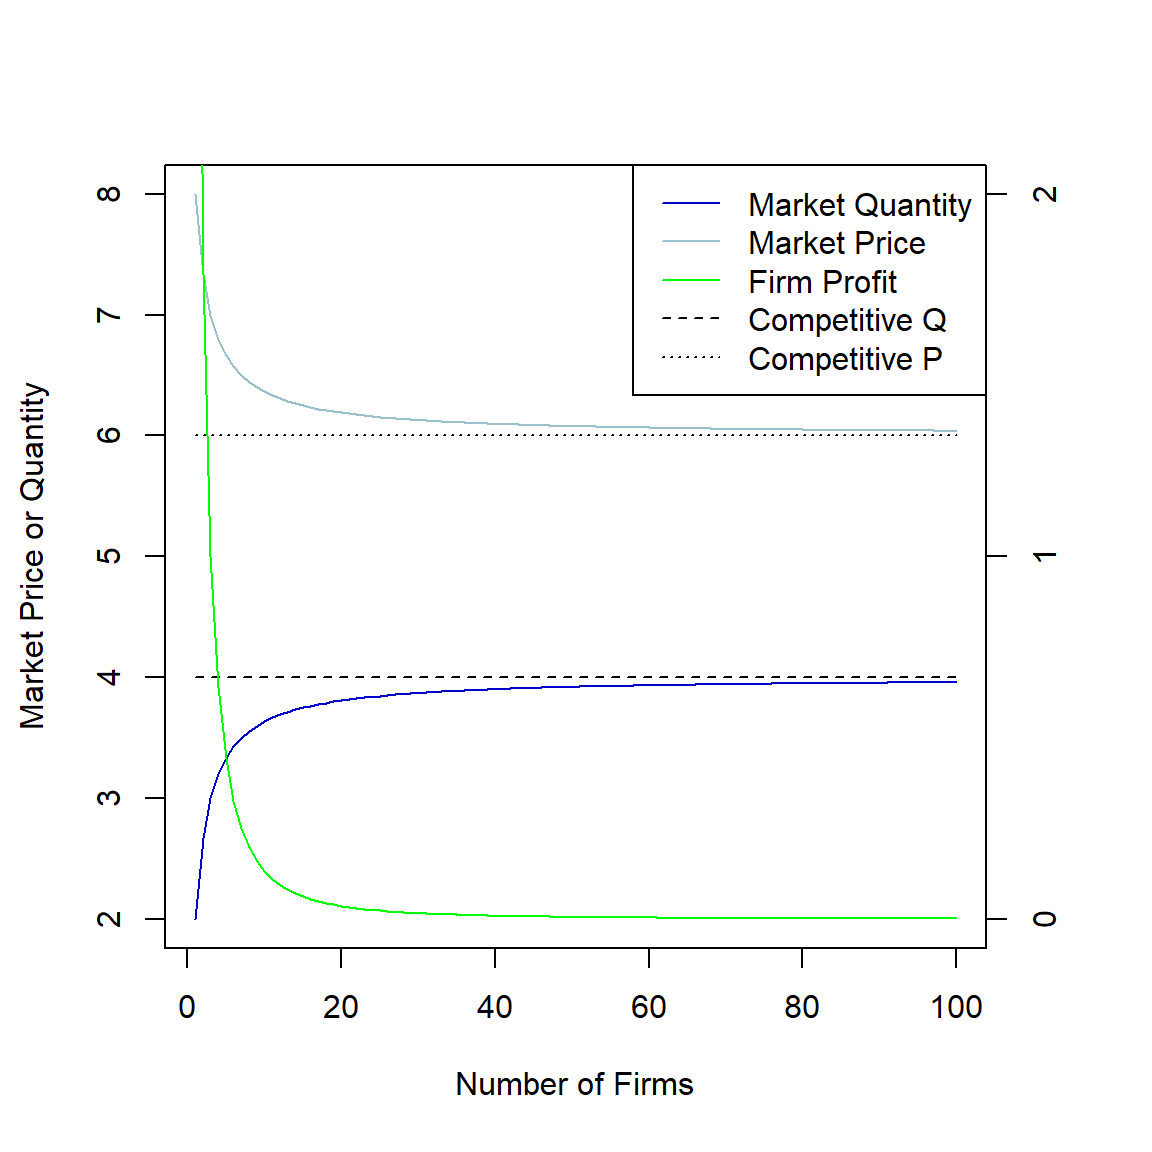 Market Quantity
Market Price
Firm Profit
Competitive Q
Competitive P
Market Price or Quantity
8
7
6
5
4
3
2
2
1
0
0 20 40 60 80 100
Number of Firms